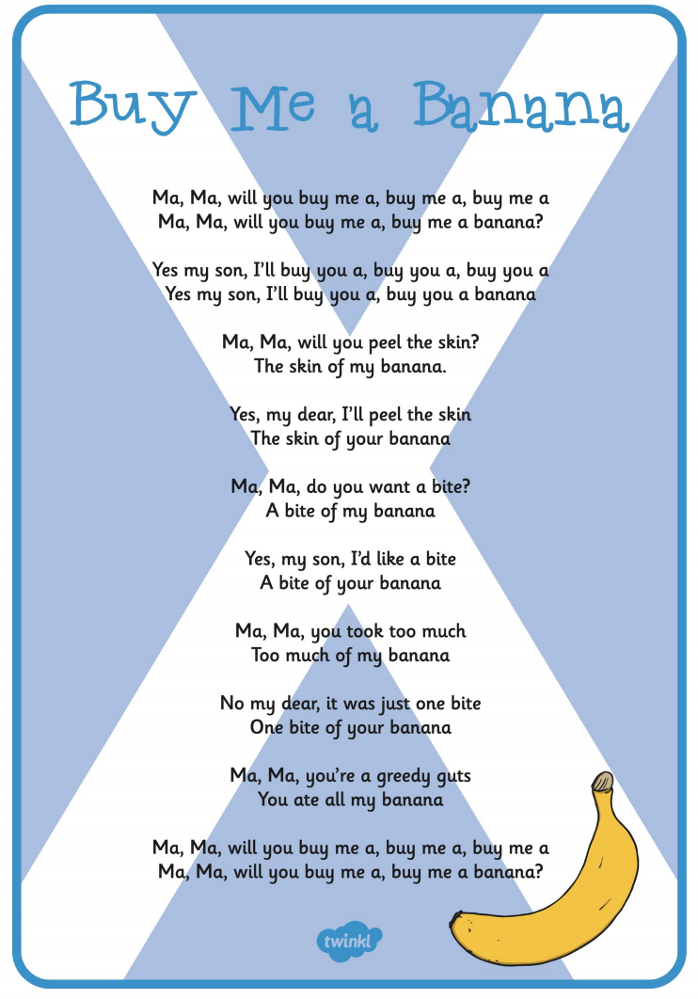 Buy Me a Banana
Ma, Ma, will you buy me a, buy me a, buy me a
Ma, Ma, will you buy me a, buy me a banana?
Yes my son, I'll buy you a, buy you a, buy you a
Yes my son, I'll buy you a, buy you a banana
Ma, Ma, will you peel the skin?
The skin of my banana.
Yes, my dear, I'll peel the skin
The skin of your banana
Ma, Ma, do you want a bite?
A bite of my banana
Yes, my son, I'd like a bite
A bite of your banana
Ma, Ma, you took too much
Too much of my banana
No my dear, it was just one bite
One bite of your banana
Ma, Ma, you're a greedy guts
You ate all my banana
Ma, Ma, will you buy me a, buy me a, buy me a
Ma, Ma, will you buy me a, buy me a banana?
twinkl